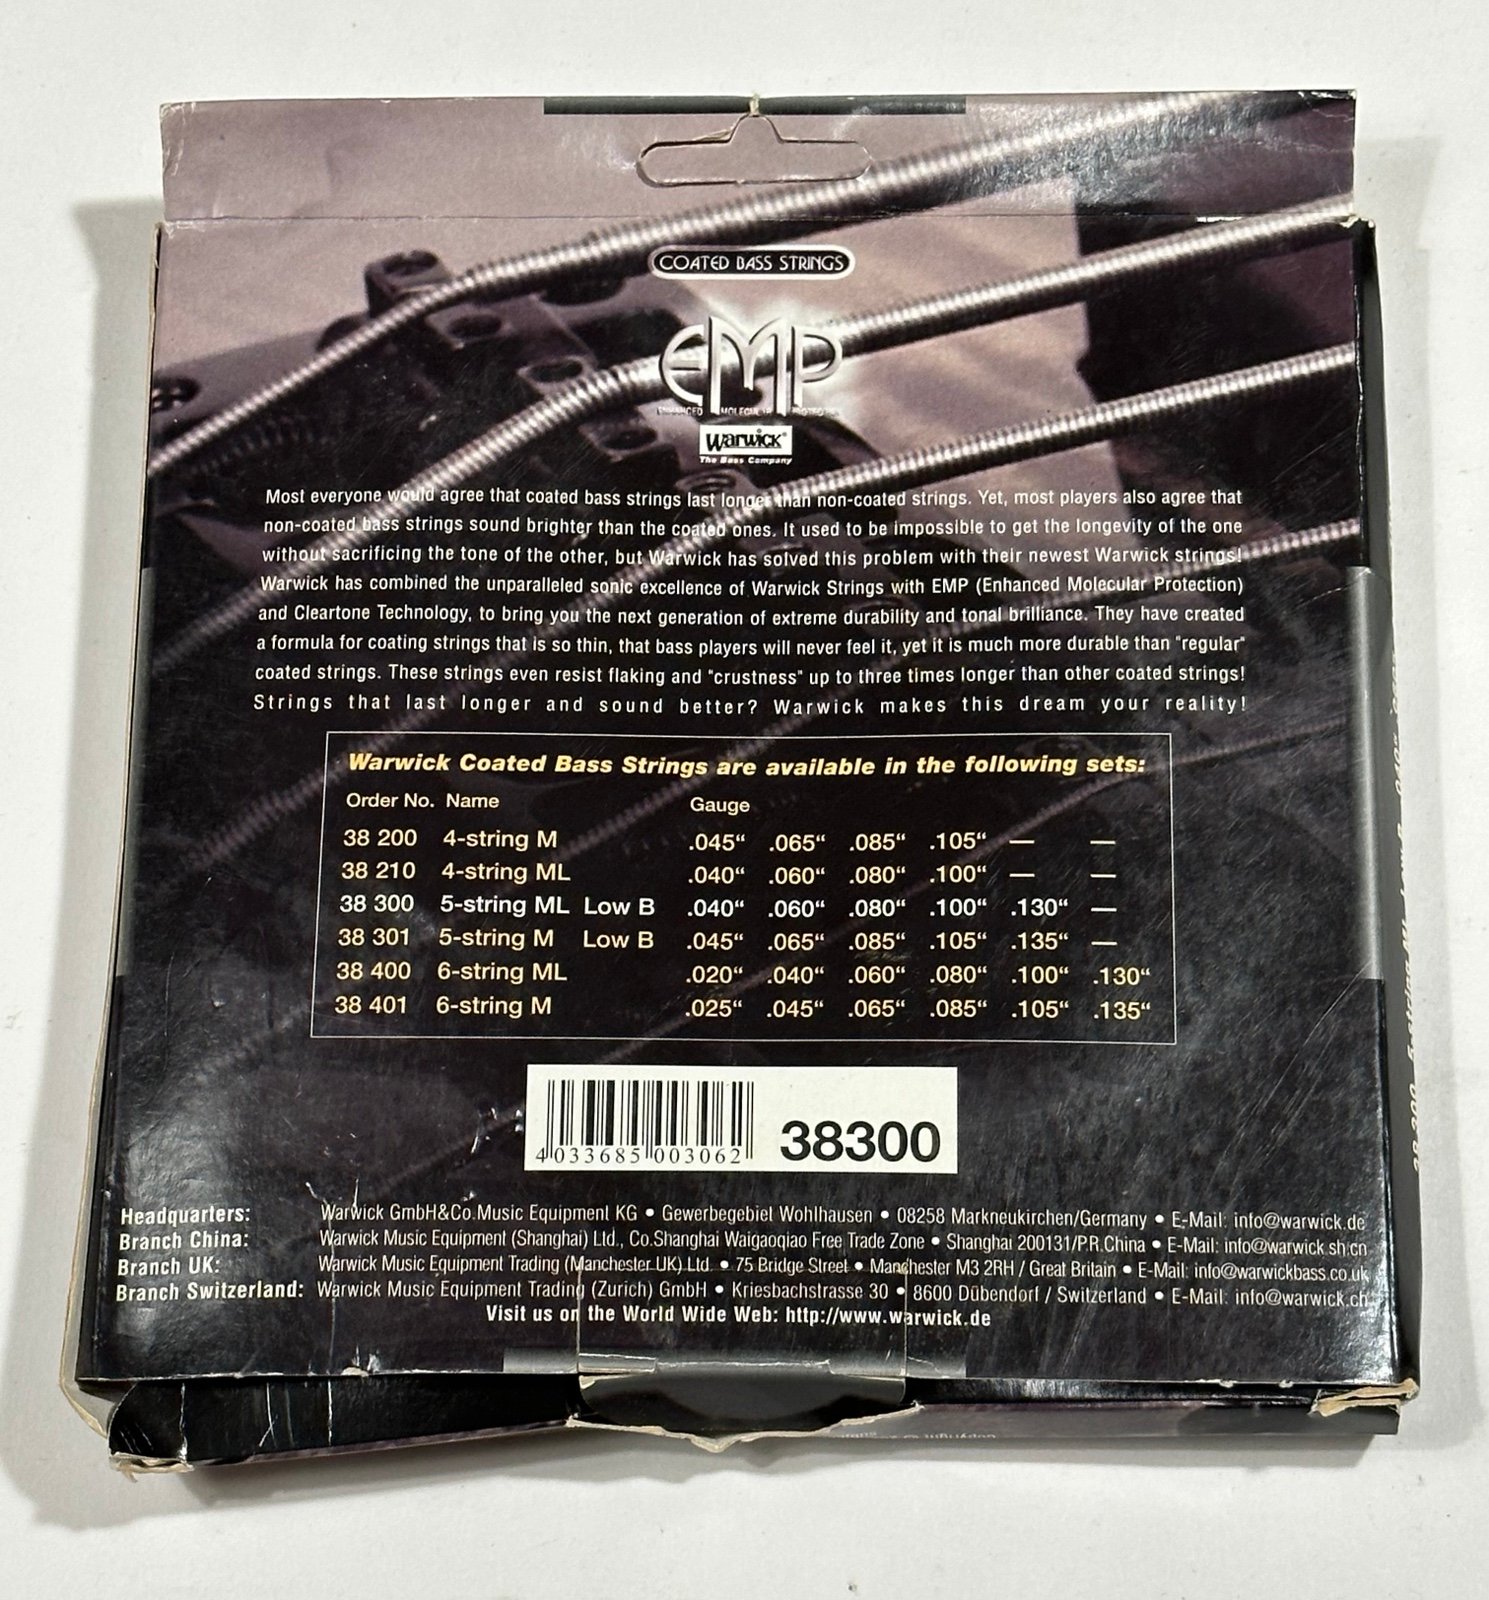 COATED BASS STRINGS
EMP
ENHANCED MOLECULAR PROTECTION
Warwick
The Bass Company
Most everyone would agree that coated bass strings last longer than non-coated strings. Yet, most players also agree that
non-coated bass strings sound brighter than the coated ones. It used to be impossible to get the longevity of the one
without sacrificing the tone of the other, but Warwick has solved this problem with their newest Warwick strings!
Warwick has combined the unparalleled sonic excellence of Warwick Strings with EMP (Enhanced Molecular Protection)
and Cleartone Technology, to bring you the next generation of extreme durability and tonal brilliance. They have created
a formula for coating strings that is so thin, that bass players will never feel it, yet it is much more durable than "regular"
coated strings. These strings even resist flaking and "crustness" up to three times longer than other coated strings!
Strings that last longer and sound better? Warwick makes this dream your reality!
Warwick Coated Bass Strings are available in the following sets:
Order No. Name Gauge
38 200 4-string M .045“ .065“ .085“ .105“ — —
38 210 4-string ML .040“ .060“ .080“ .100“ — —
38 300 5-string ML Low B .040“ .060“ .080“ .100“ .130“ —
38 301 5-string M Low B .045“ .065“ .085“ .105“ .135“ —
38 400 6-string ML .020“ .040“ .060“ .080“ .100“ .130“
38 401 6-string M .025“ .045“ .065“ .085“ .105“ .135“
4 033685 003062
38300
Headquarters: Warwick GmbH&Co.Music Equipment KG • Gewerbegebiet Wohlhausen • 08258 Markneukirchen/Germany • E-Mail: info@warwick.de
Branch China: Warwick Music Equipment (Shanghai) Ltd., Co.Shanghai Waigaoqiao Free Trade Zone • Shanghai 200131/P.R.China • E-Mail: info@warwick.sh.cn
Branch UK: Warwick Music Equipment Trading (Manchester UK) Ltd. • 75 Bridge Street • Manchester M3 2RH / Great Britain • E-Mail: info@warwickbass.co.uk
Branch Switzerland: Warwick Music Equipment Trading (Zurich) GmbH • Kriesbachstrasse 30 • 8600 Dübendorf / Switzerland • E-Mail: info@warwick.ch
Visit us on the World Wide Web: http://www.warwick.de
38 300 5-string ML Low B